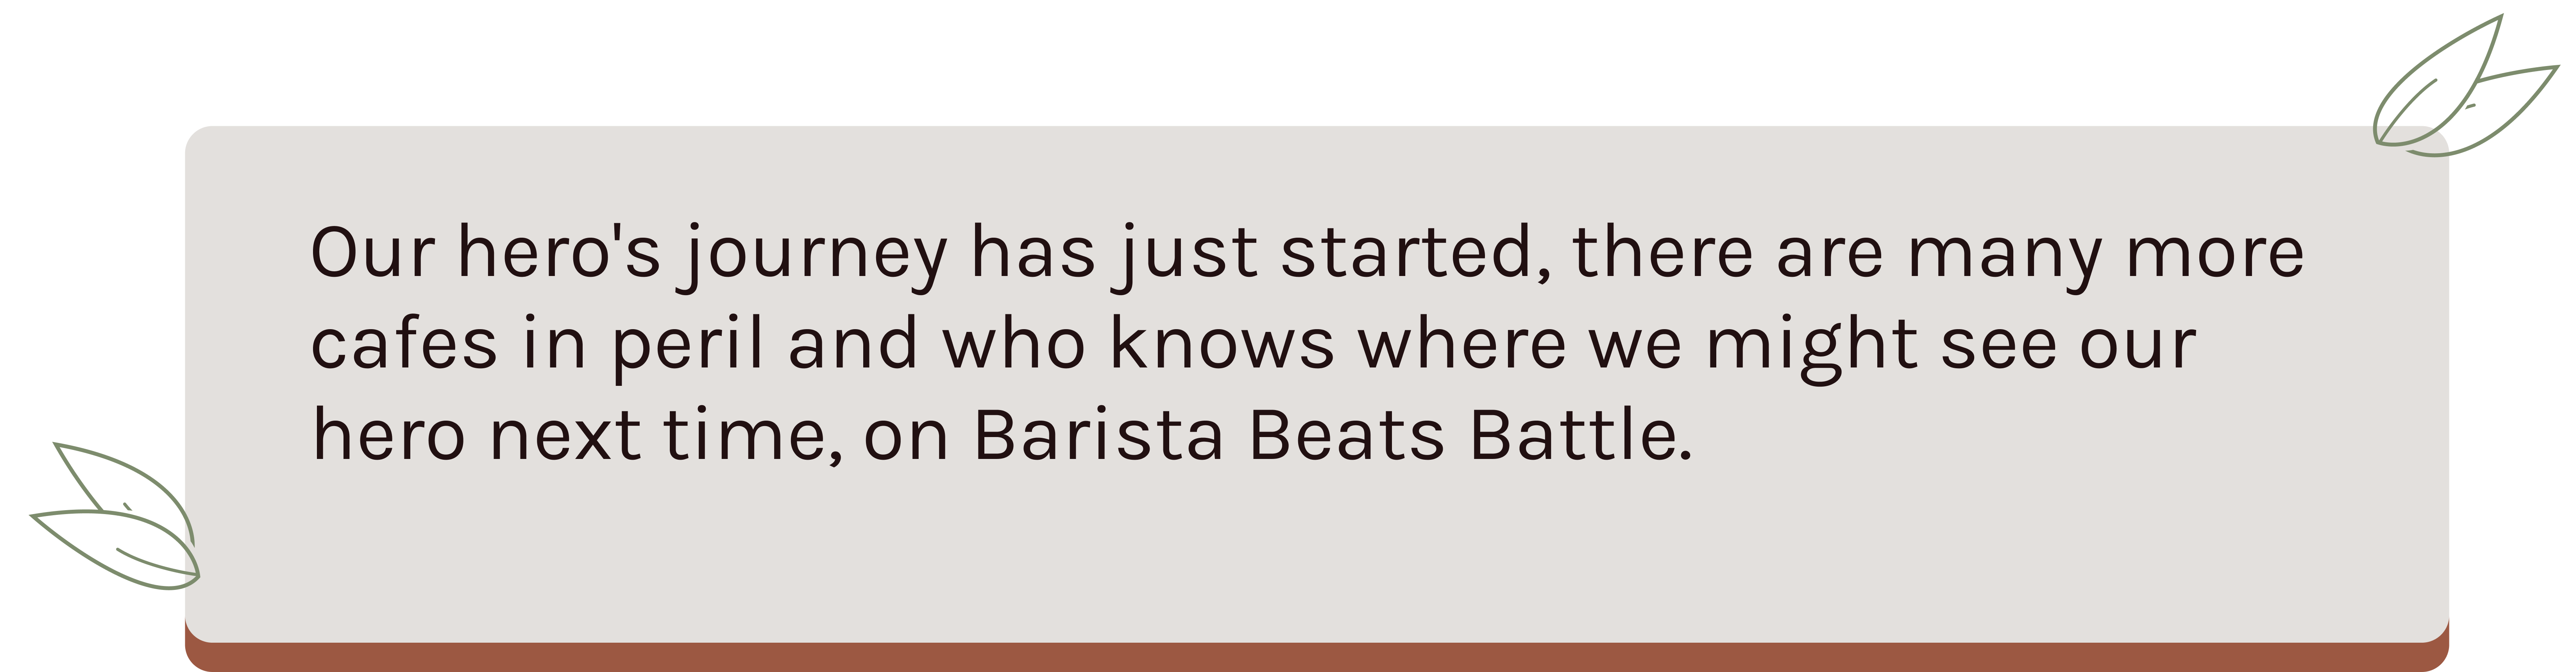 Our hero's journey has just started, there are many more
cafes in peril and who knows where we might see our
hero next time, on Barista Beats Battle.